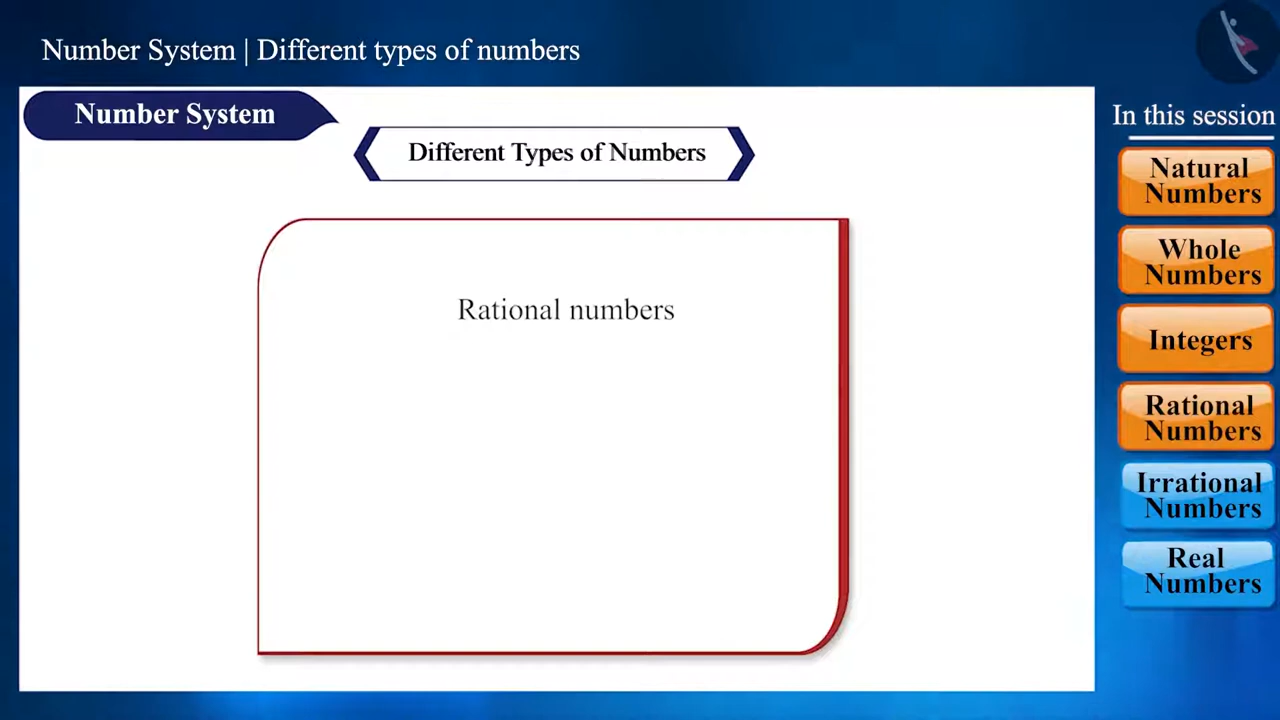 Number System | Different types of numbers
Number System
Different Types of Numbers
Rational numbers
In this session
Natural
Numbers
Whole
Numbers
Integers
Rational
Numbers
Irrational
Numbers
Real
Numbers